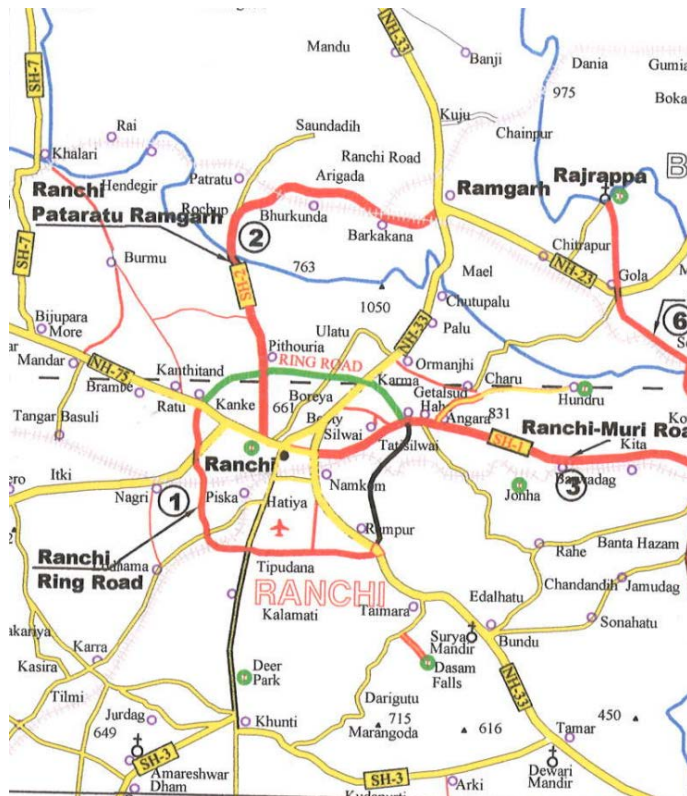 NH-33
Mandu
Banji
Dania
Gumia
975
Boka
SH-7
Rai
Kuju
Chainpur
Saundadih
Khalari
Ranchi Road
Hendegir
Patratu
Arigada
Ramgarh
Rajrappa
B
Ranchi
Pataratu Ramgarh
Rochup
Bhurkunda
Barkakana
2
Chitrapur
SH-7
Burmu
SH-2
763
Mael
NH-23
Gola
M
1050
Chutupalu
Bijupara
More
Ulatu
NH-33
Palu
6
Pithouria
RING ROAD
Ormanjhi
Mandar
NH-75
Kanthitand
Karma
Charu
Brambe
Ratu
Kanke
661
Boreya
Getalsud
Hundru
Tangar Basuli
Silwai
Angara
831
Ko
Tatisilwai
SH-1
Ranchi-Muri Roa
Kita
Ranchi
Itki
Nagri
1
Piska
Hatiya
Namkom
Jonha
3
Rampur
Ranchi
Ring Road
Tipudana
Rahe
Banta Hazam
RANCHI
Chandandih
Jamudag
Kalamati
Taimara
Edalhatu
Sonahatu
Surya
Mandir
Bundu
Karra
Kasira
Deer
Park
Dasam
Falls
NH-33
Tilmi
Darigutu
Jurdag
Khunti
715
Marangoda
616
450
649
Tamar
SH-3
Amareshwar
Dham
SH-3
Arki
Dewari
Mandir